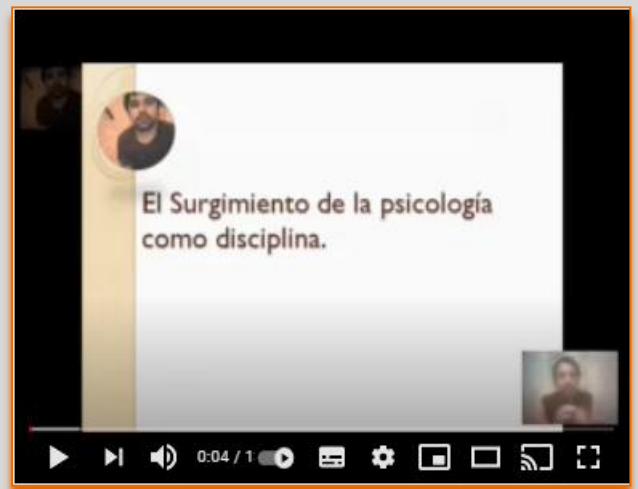 El Surgimiento de la psicología
como disciplina.
0:04 / 1